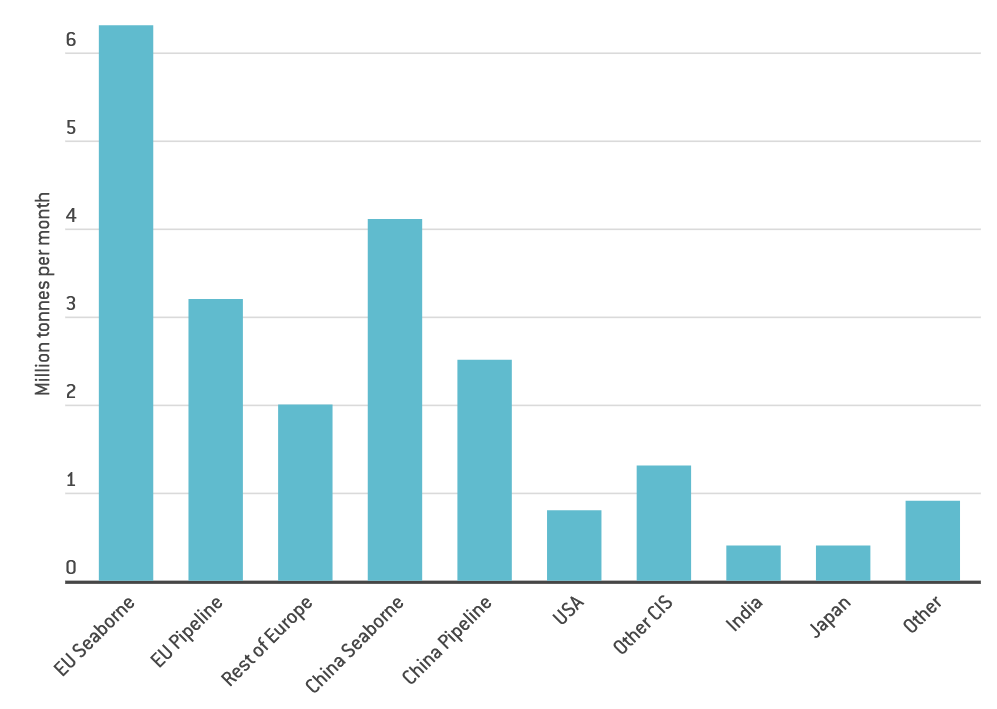 6
5
4
3
2
1
0
Million tonnes per month
EU Seaborne
EU Pipeline
Rest of Europe
China Seaborne
China Pipeline
USA
Other CIS
India
Japan
Other